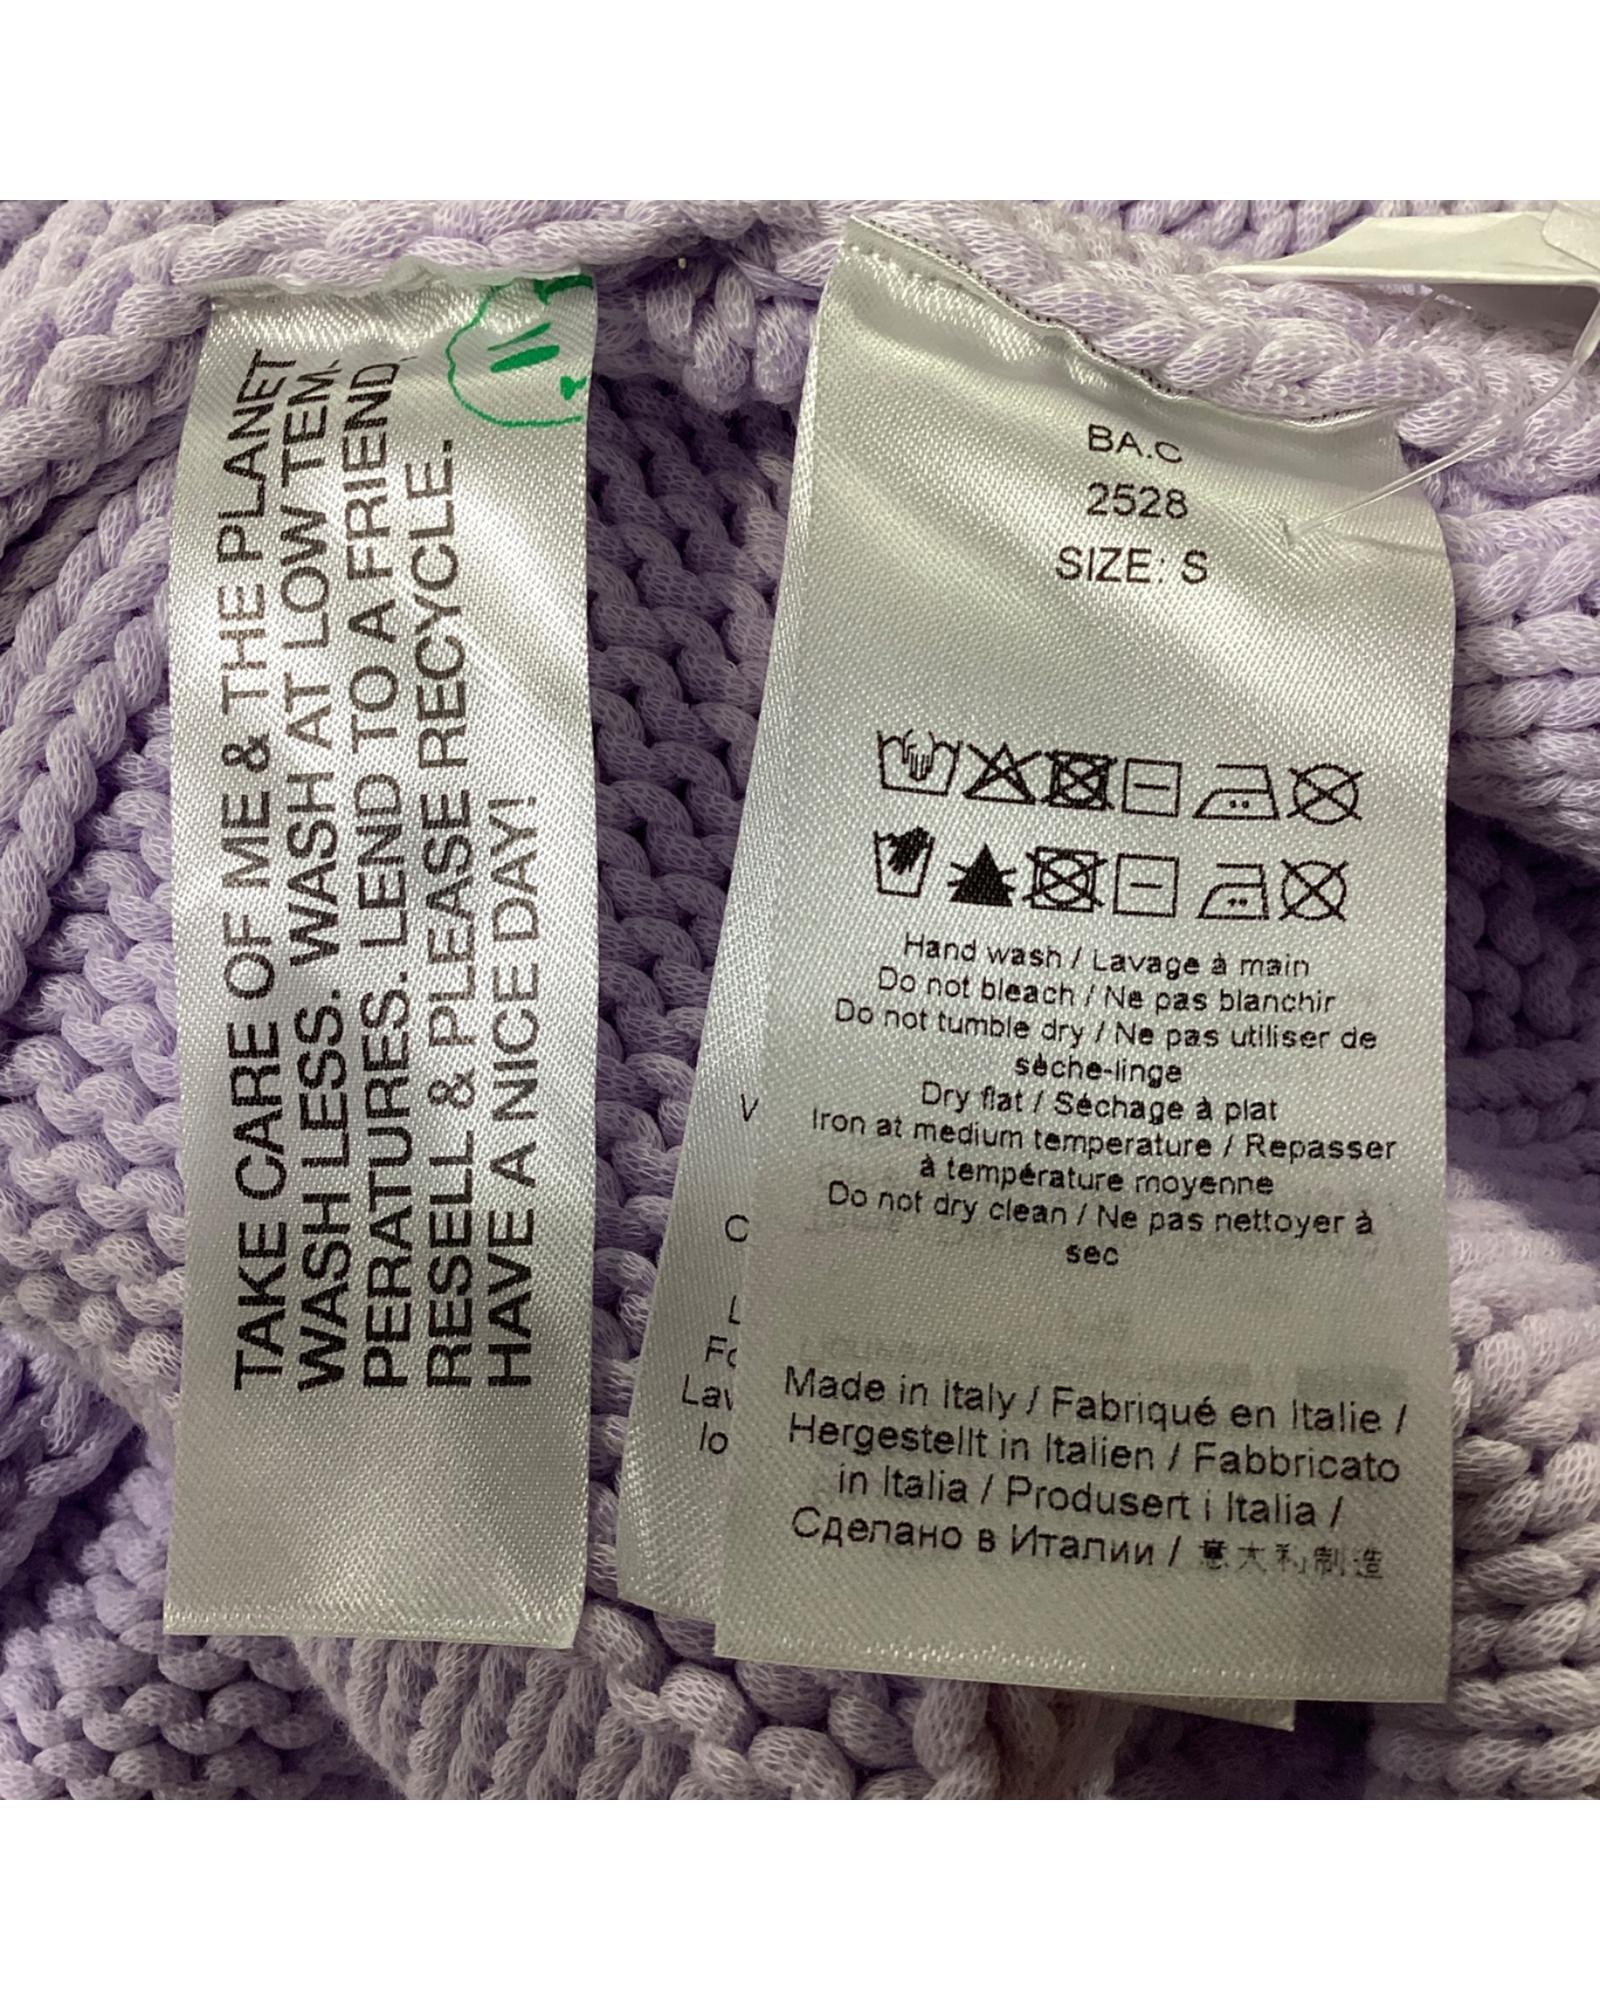 TAKE CARE OF ME & THE PLANET
WASH LESS. WASH AT LOW TEM-
PERATURES. LEND TO A FRIEND,
RESELL & PLEASE RECYCLE.
HAVE A NICE DAY!
BA.C
2528
SIZE: S
Hand wash / Lavage à main
Do not bleach / Ne pas blanchir
Do not tumble dry / Ne pas utiliser de
sèche-linge
Dry flat / Séchage à plat
Iron at medium temperature / Repasser
à température moyenne
Do not dry clean / Ne pas nettoyer à
sec
Made in Italy / Fabriqué en Italie /
Hergestellt in Italien / Fabbricato
in Italia / Produsert i Italia /
Сделано в Италии / 意大利制造
V
C
L
Fo
Lav
lo